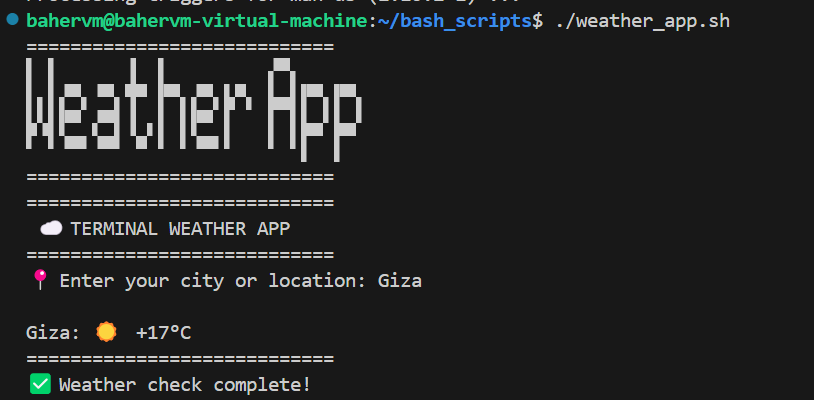 bahervm@bahervm-virtual-machine:~/bash_scripts$ ./weather_app.sh
============================
Weather App
============================
============================
☁️ TERMINAL WEATHER APP
============================
📍 Enter your city or location: Giza
Giza: ☀️ +17°C
============================
✅ Weather check complete!